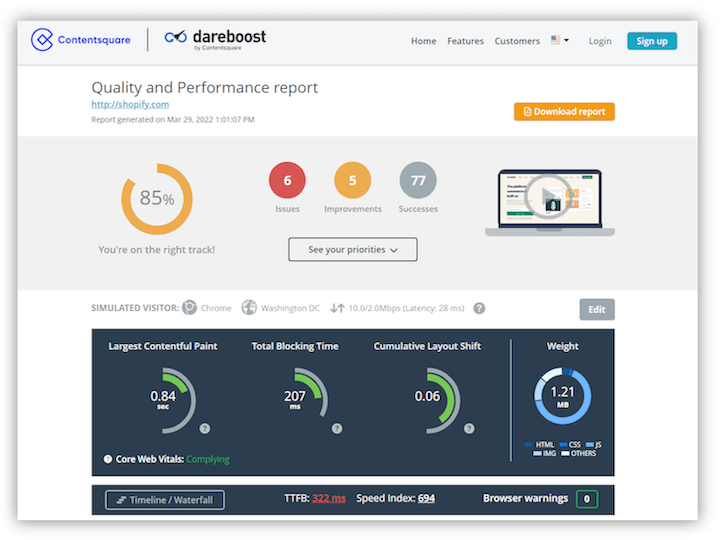 Contentsquare
dareboost
by Contentsquare
Home Features Customers Login Sign up
Quality and Performance report
http://shopify.com
Report generated on Mar 29, 2022 1:01:07 PM
Download report
85%
You're on the right track!
6 5 77
Issues Improvements Successes
See your priorities
SIMULATED VISITOR: Chrome Washington DC 10.0/2.0Mbps (Latency: 28 ms) ?
Edit
Largest Contentful Paint Total Blocking Time Cumulative Layout Shift Weight
0.84 207 0.06 1.21
sec ms MB
? ? ?
HTML CSS JS
IMG OTHERS
? Core Web Vitals: Complying
Timeline / Waterfall TTFB: 322 ms Speed Index: 694 Browser warnings 0